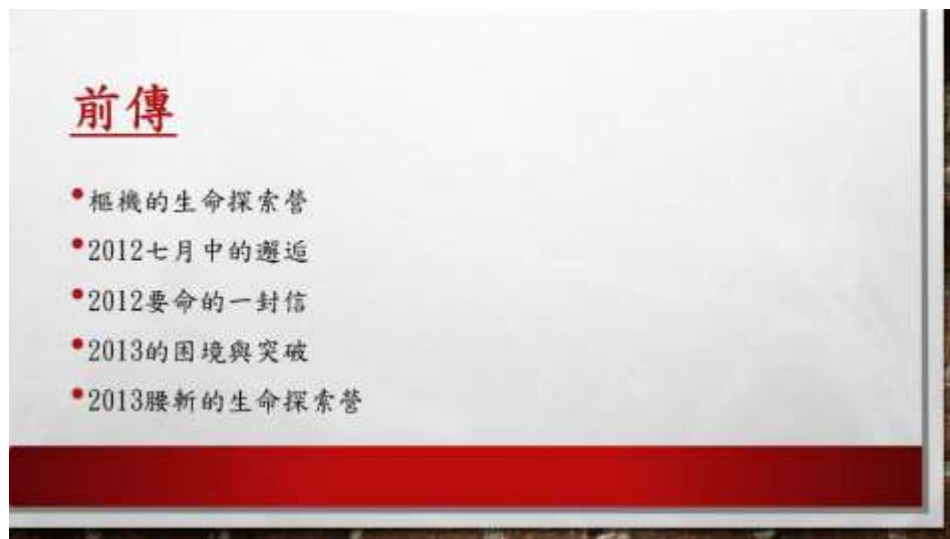 前傳
•樞機的生命探索營
•2012七月中的邂逅
•2012要命的一封信
•2013的困境與突破
•2013腰斬的生命探索營